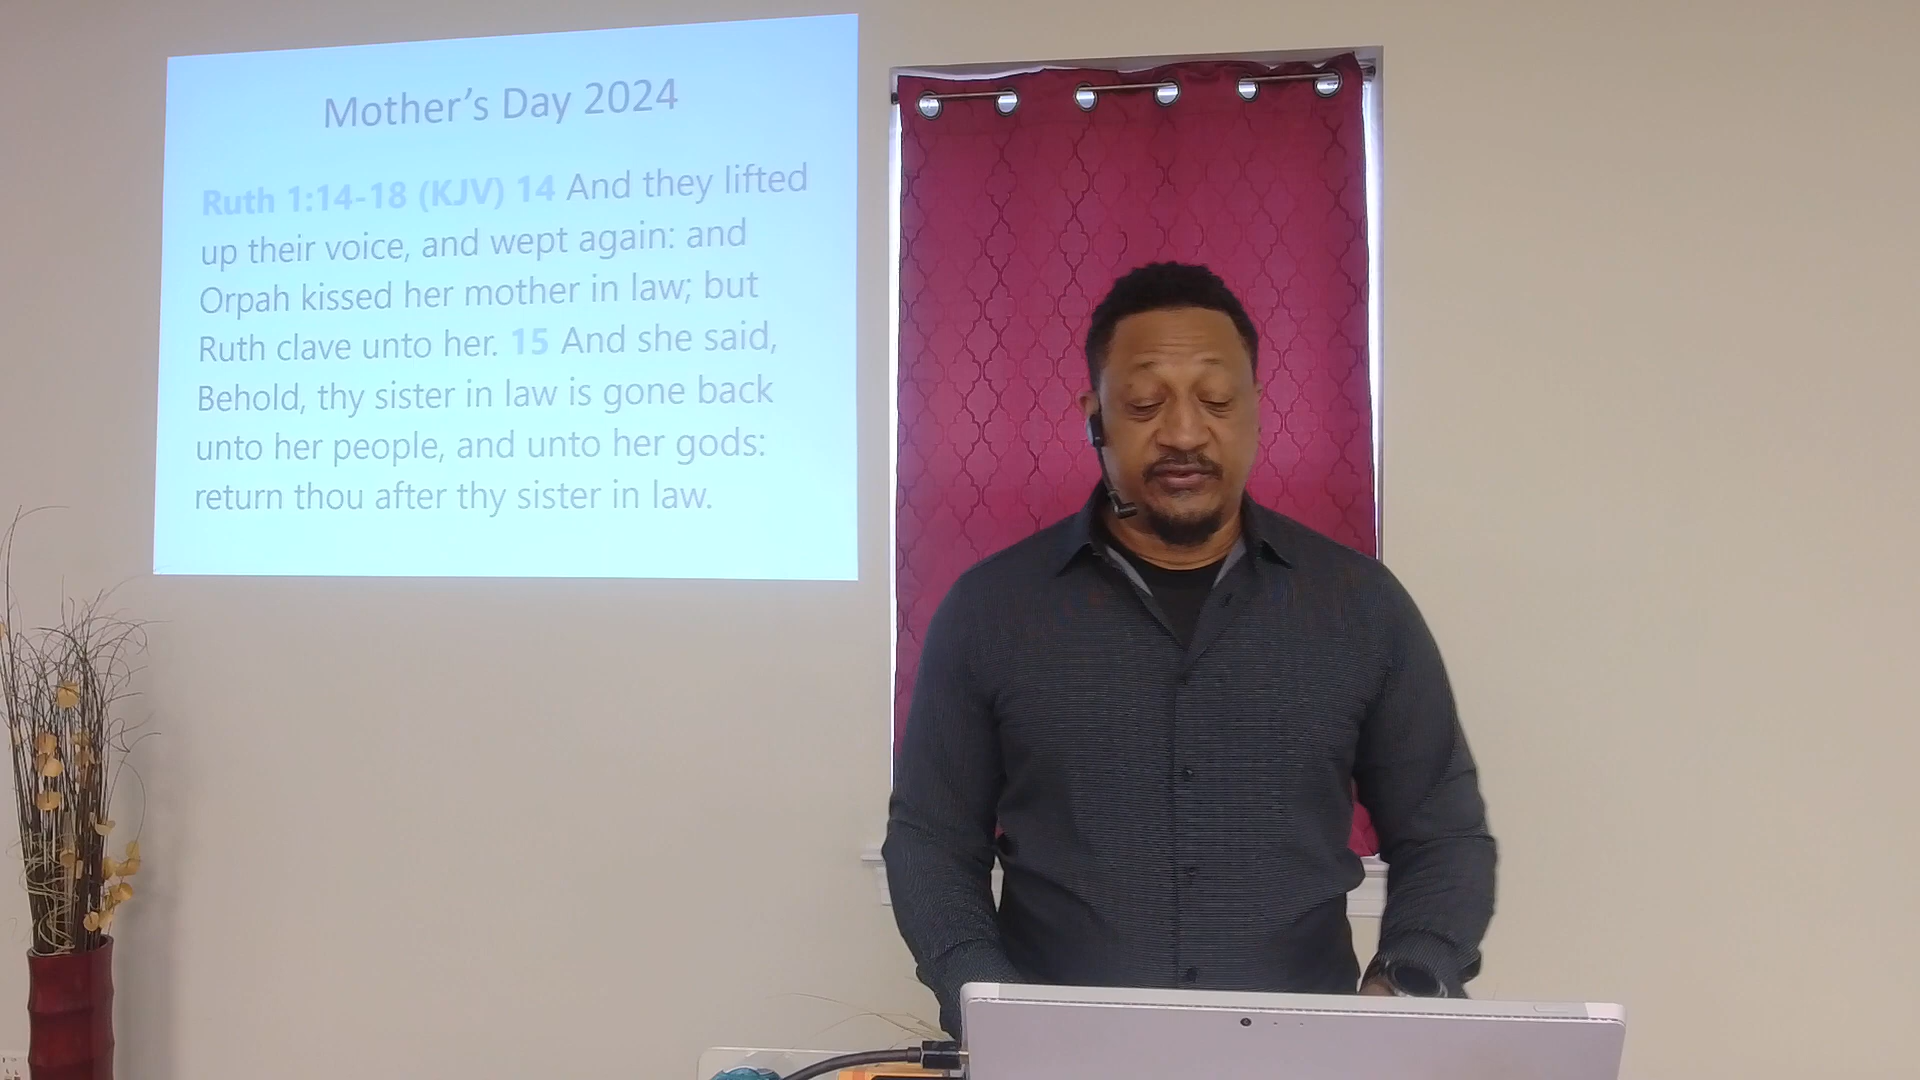 Mother's Day 2024
Ruth 1:14-18 (KJV) 14 And they lifted
up their voice, and wept again: and
Orpah kissed her mother in law; but
Ruth clave unto her. 15 And she said,
Behold, thy sister in law is gone back
unto her people, and unto her gods:
return thou after thy sister in law.